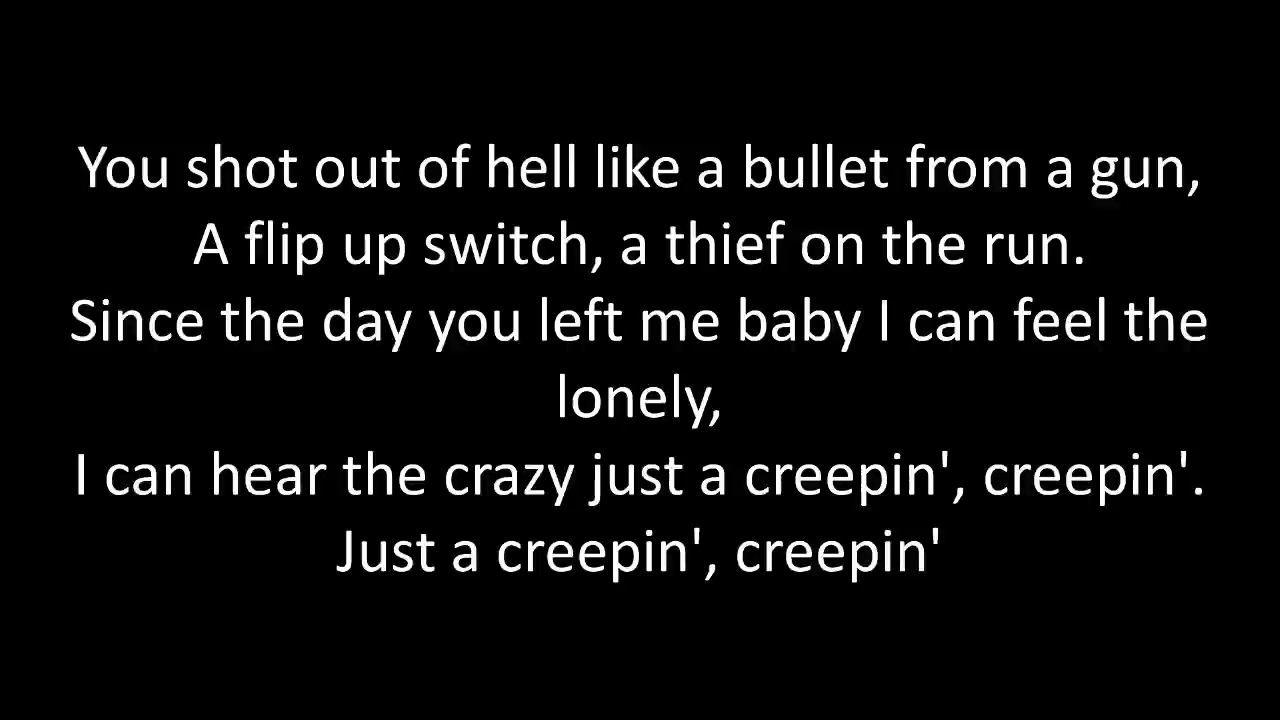 You shot out of hell like a bullet from a gun,
A flip up switch, a thief on the run.
Since the day you left me baby I can feel the
lonely,
I can hear the crazy just a creepin', creepin'.
Just a creepin', creepin'